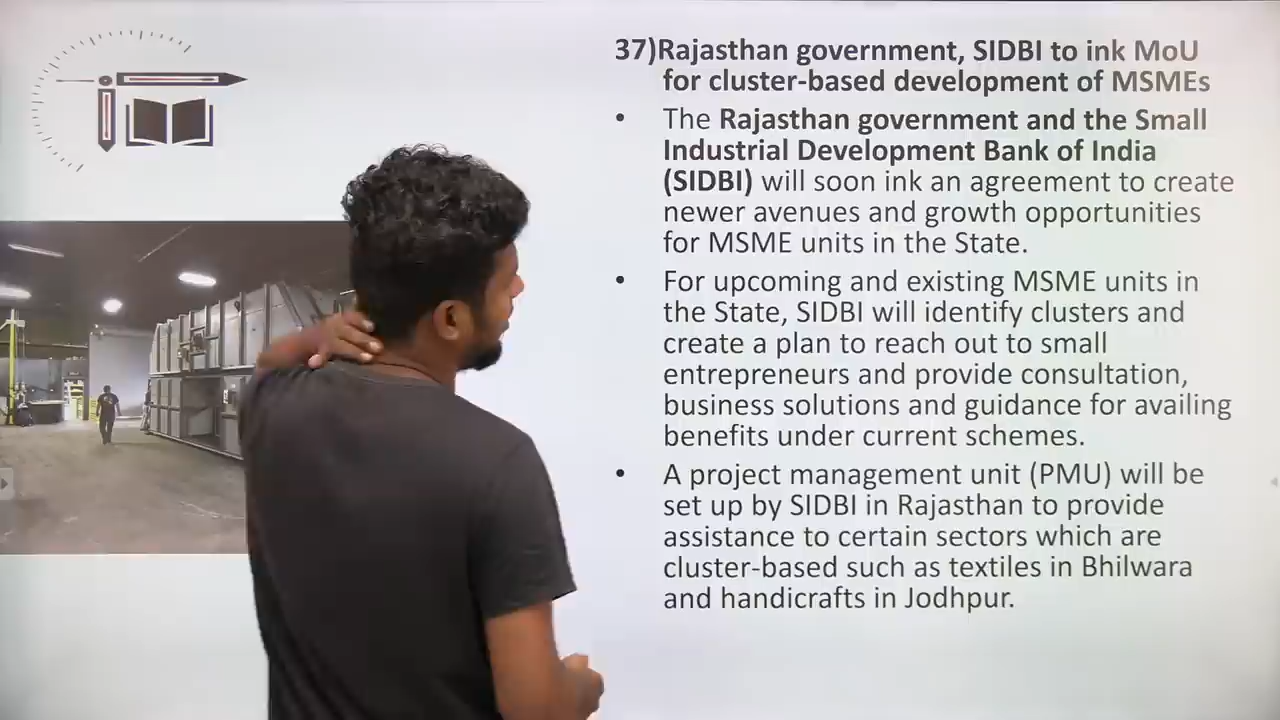 37)Rajasthan government, SIDBI to ink MoU
for cluster-based development of MSMEs
• The Rajasthan government and the Small
Industrial Development Bank of India
(SIDBI) will soon ink an agreement to create
newer avenues and growth opportunities
for MSME units in the State.
• For upcoming and existing MSME units in
the State, SIDBI will identify clusters and
create a plan to reach out to small
entrepreneurs and provide consultation,
business solutions and guidance for availing
benefits under current schemes.
• A project management unit (PMU) will be
set up by SIDBI in Rajasthan to provide
assistance to certain sectors which are
cluster-based such as textiles in Bhilwara
and handicrafts in Jodhpur.